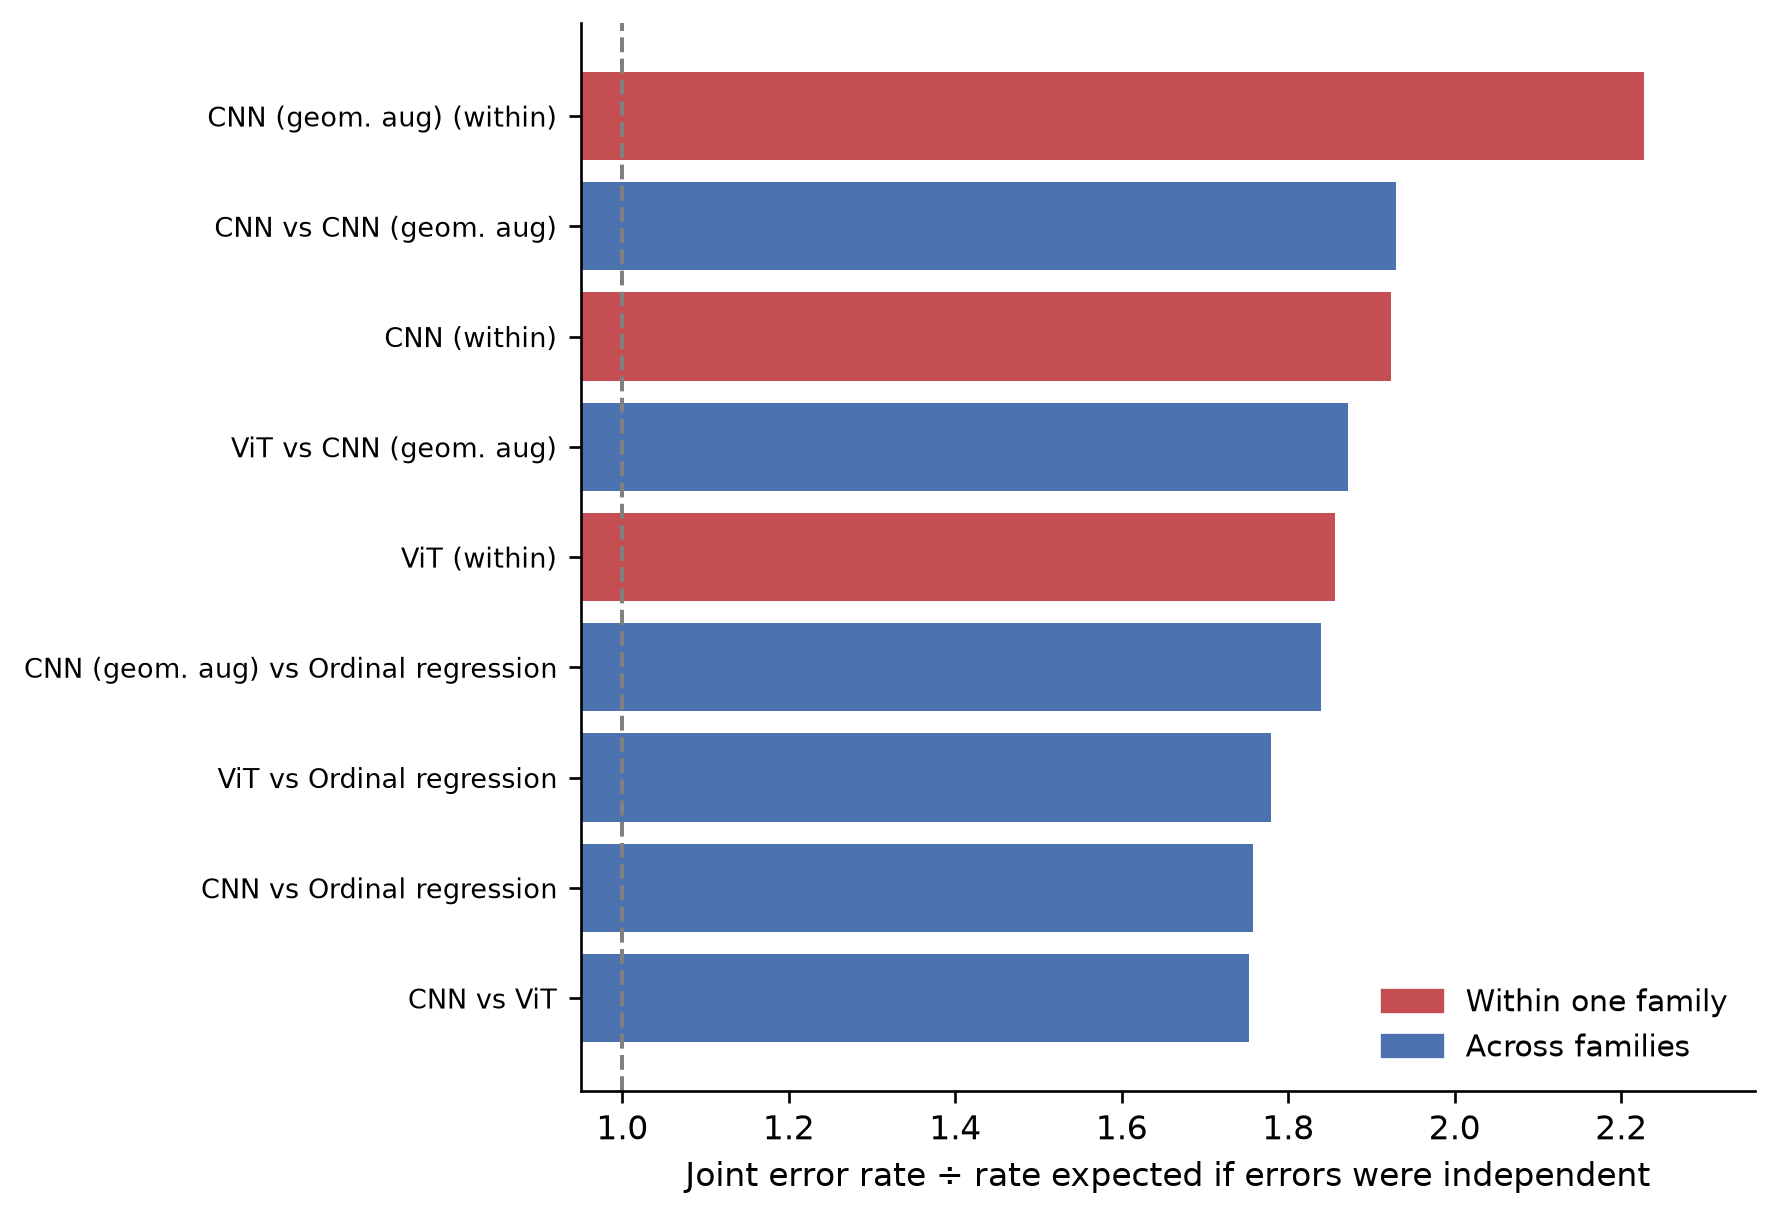 CNN (geom. aug) (within)
CNN vs CNN (geom. aug)
CNN (within)
ViT vs CNN (geom. aug)
ViT (within)
CNN (geom. aug) vs Ordinal regression
ViT vs Ordinal regression
CNN vs Ordinal regression
CNN vs ViT
Within one family
Across families
1.0 1.2 1.4 1.6 1.8 2.0 2.2
Joint error rate ÷ rate expected if errors were independent